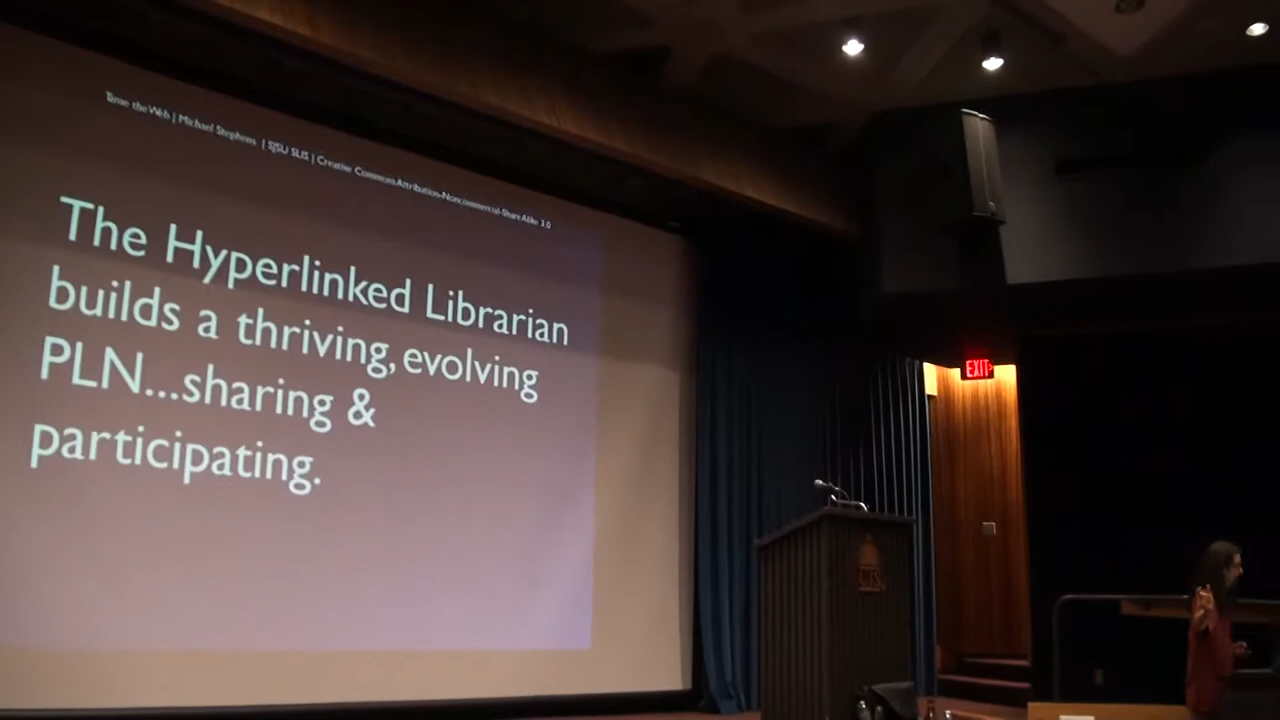 Tame the Web | Michael Stephens | SJSU SLIS | Creative Commons Attribution-Noncommercial-Share Alike 3.0
The Hyperlinked Librarian
builds a thriving, evolving
PLN...sharing &
participating.
EXIT